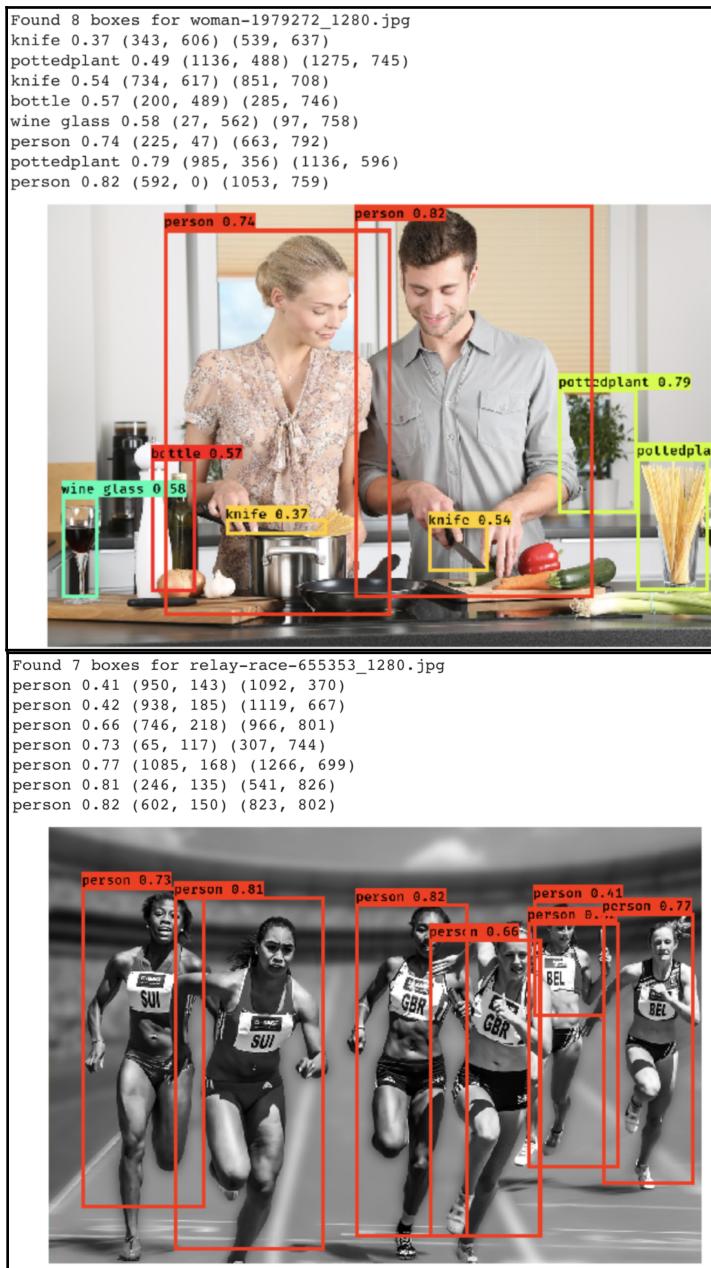 Found 8 boxes for woman-1979272_1280.jpg
knife 0.37 (343, 606) (539, 637)
pottedplant 0.49 (1136, 488) (1275, 745)
knife 0.54 (734, 617) (851, 708)
bottle 0.57 (200, 489) (285, 746)
wine glass 0.58 (27, 562) (97, 758)
person 0.74 (225, 47) (663, 792)
pottedplant 0.79 (985, 356) (1136, 596)
person 0.82 (592, 0) (1053, 759)
person 0.74
person 0.82
pottedplant 0.79
bottle 0.57
pottedpla
wine glass 0.58
knife 0.37
knife 0.54
Found 7 boxes for relay-race-655353_1280.jpg
person 0.41 (950, 143) (1092, 370)
person 0.42 (938, 185) (1119, 667)
person 0.66 (746, 218) (966, 801)
person 0.73 (65, 117) (307, 744)
person 0.77 (1085, 168) (1266, 699)
person 0.81 (246, 135) (541, 826)
person 0.82 (602, 150) (823, 802)
person 0.73
person 0.81
person 0.82
person 0.41
person 0.77
person
person 0.66
SUI
SUI
GBR
GBR
BEL
BEL